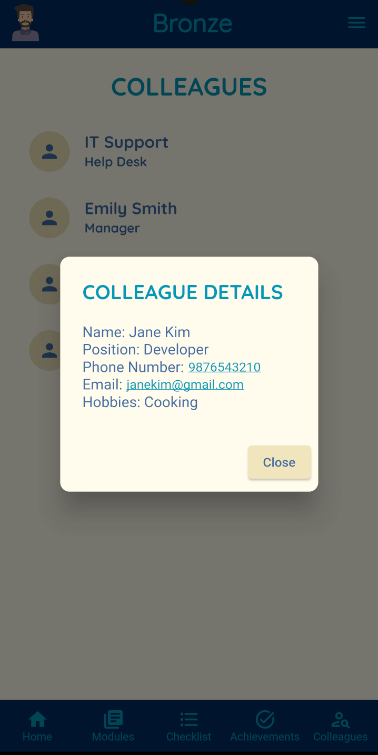 Bronze
COLLEAGUES
IT Support
Help Desk
Emily Smith
Manager
COLLEAGUE DETAILS
Name: Jane Kim
Position: Developer
Phone Number: 9876543210
Email: janekim@gmail.com
Hobbies: Cooking
Close
Home
Modules
Checklist
Achievements
Colleagues